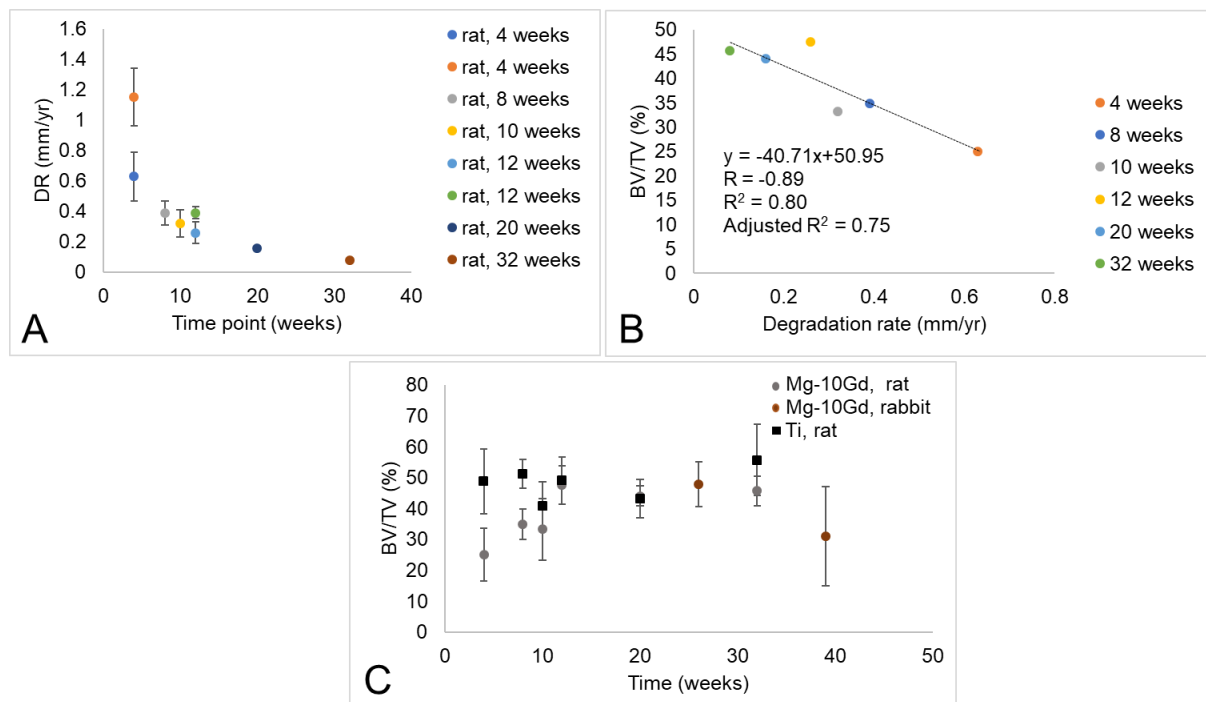 1.6
1.4
1.2
1
0.8
0.6
0.4
0.2
0
DR (mm/yr)
0 10 20 30 40
Time point (weeks)
rat, 4 weeks
rat, 4 weeks
rat, 8 weeks
rat, 10 weeks
rat, 12 weeks
rat, 12 weeks
rat, 20 weeks
rat, 32 weeks
A
50
45
40
35
30
25
20
15
10
5
0
BV/TV (%)
y = -40.71x+50.95
R = -0.89
R² = 0.80
Adjusted R² = 0.75
0 0.2 0.4 0.6 0.8
Degradation rate (mm/yr)
4 weeks
8 weeks
10 weeks
12 weeks
20 weeks
32 weeks
B
80
70
60
50
40
30
20
10
0
BV/TV (%)
Mg-10Gd, rat
Mg-10Gd, rabbit
Ti, rat
0 10 20 30 40 50
Time (weeks)
C